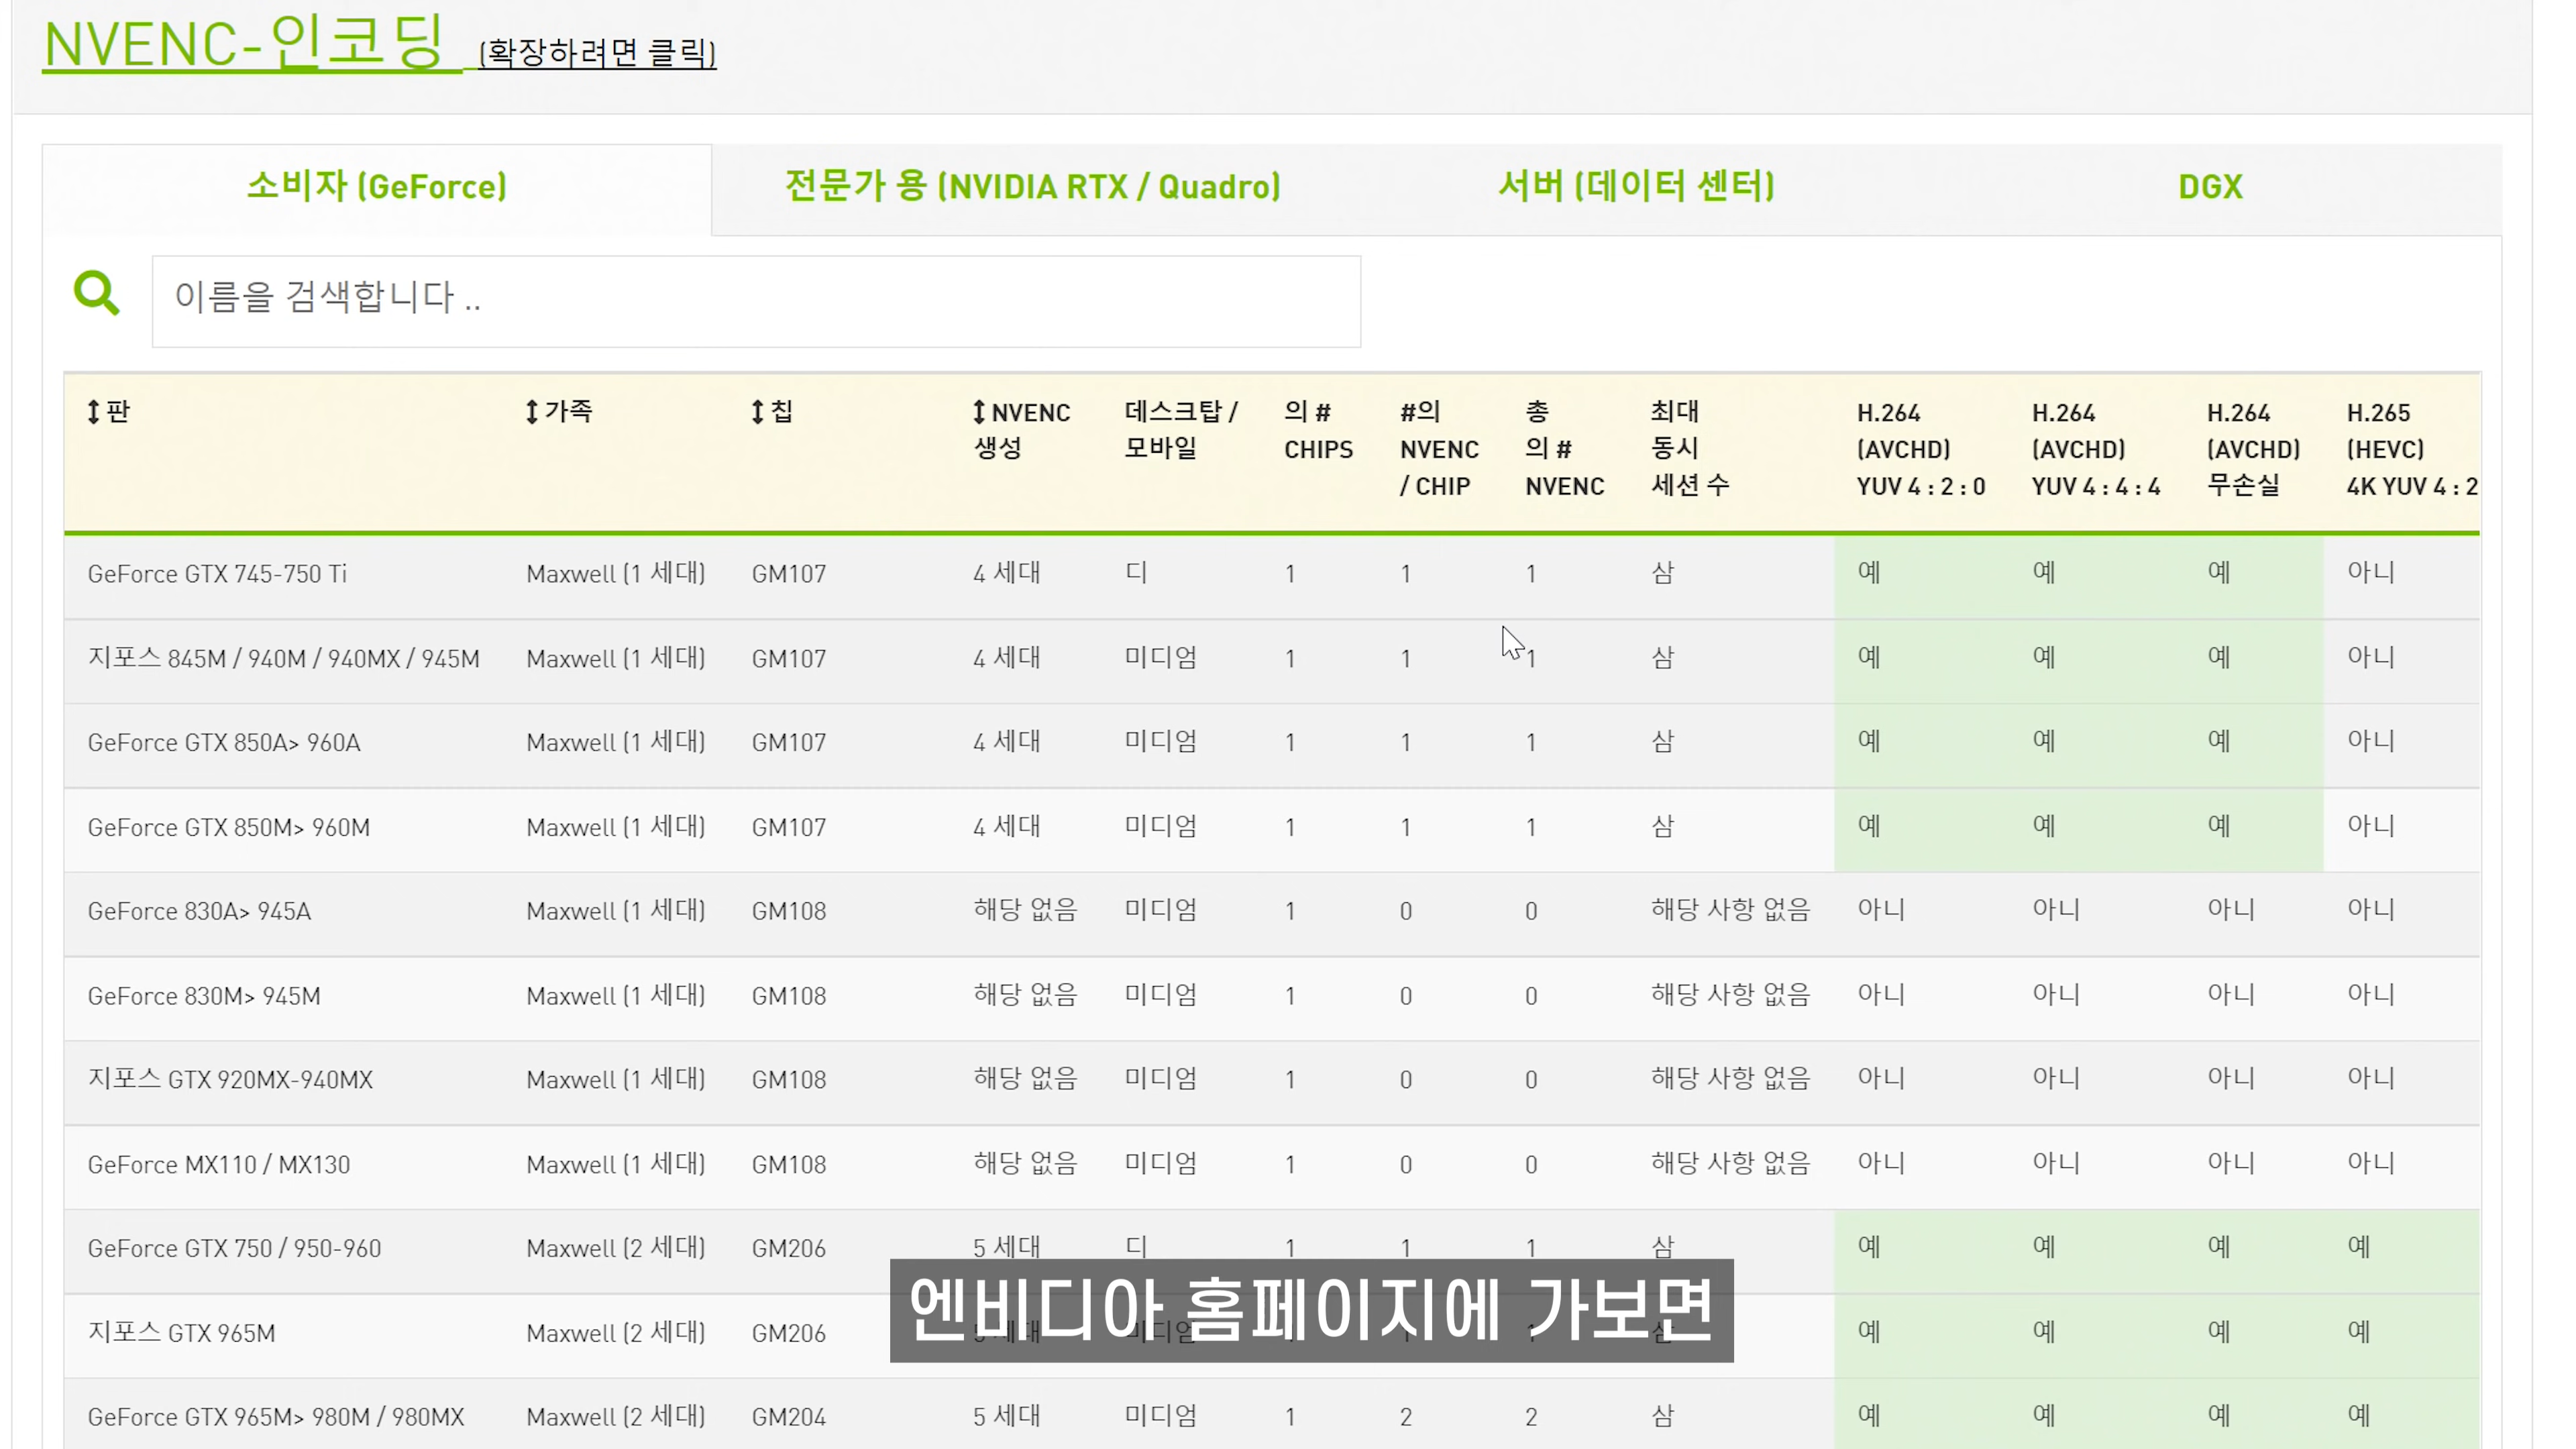 NVENC-인코딩 (확장하려면 클릭)
소비자 (GeForce) 전문가 용 (NVIDIA RTX / Quadro) 서버 (데이터 센터) DGX
이름을 검색합니다 ..
판 가족 칩 NVENC 생성 데스크탑 / 모바일 의 # CHIPS #의 NVENC / CHIP 총 의 # NVENC 최대 동시 세션 수 H.264 (AVCHD) YUV 4 : 2 : 0 H.264 (AVCHD) YUV 4 : 4 : 4 H.264 (AVCHD) 무손실 H.265 (HEVC) 4K YUV 4 : 2
GeForce GTX 745-750 Ti Maxwell (1 세대) GM107 4 세대 디 1 1 1 삼 예 예 예 아니
지포스 845M / 940M / 940MX / 945M Maxwell (1 세대) GM107 4 세대 미디엄 1 1 1 삼 예 예 예 아니
GeForce GTX 850A> 960A Maxwell (1 세대) GM107 4 세대 미디엄 1 1 1 삼 예 예 예 아니
GeForce GTX 850M> 960M Maxwell (1 세대) GM107 4 세대 미디엄 1 1 1 삼 예 예 예 아니
GeForce 830A> 945A Maxwell (1 세대) GM108 해당 없음 미디엄 1 0 0 해당 사항 없음 아니 아니 아니 아니
GeForce 830M> 945M Maxwell (1 세대) GM108 해당 없음 미디엄 1 0 0 해당 사항 없음 아니 아니 아니 아니
지포스 GTX 920MX-940MX Maxwell (1 세대) GM108 해당 없음 미디엄 1 0 0 해당 사항 없음 아니 아니 아니 아니
GeForce MX110 / MX130 Maxwell (1 세대) GM108 해당 없음 미디엄 1 0 0 해당 사항 없음 아니 아니 아니 아니
GeForce GTX 750 / 950-960 Maxwell (2 세대) GM206 5 세대 디 1 1 1 삼 예 예 예 예
지포스 GTX 965M Maxwell (2 세대) GM206 예 예 예 예
엔비디아 홈페이지에 가보면
GeForce GTX 965M> 980M / 980MX Maxwell (2 세대) GM204 5 세대 미디엄 1 2 2 삼 예 예 예 예